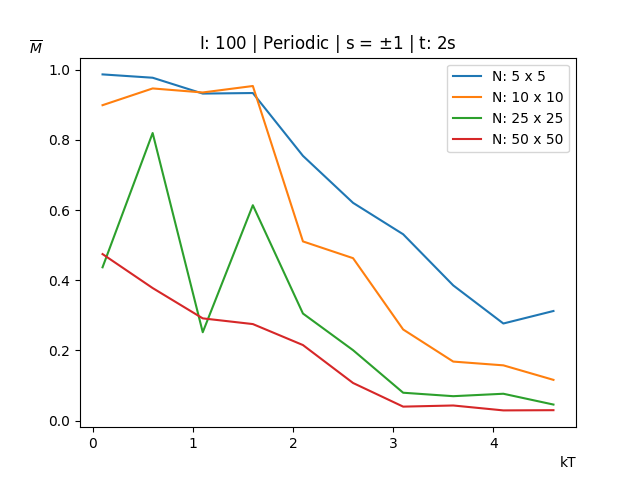 I: 100 | Periodic | s = ±1 | t: 2s
M̅
1.0
0.8
0.6
0.4
0.2
0.0
0
1
2
3
4
kT
N: 5 x 5
N: 10 x 10
N: 25 x 25
N: 50 x 50